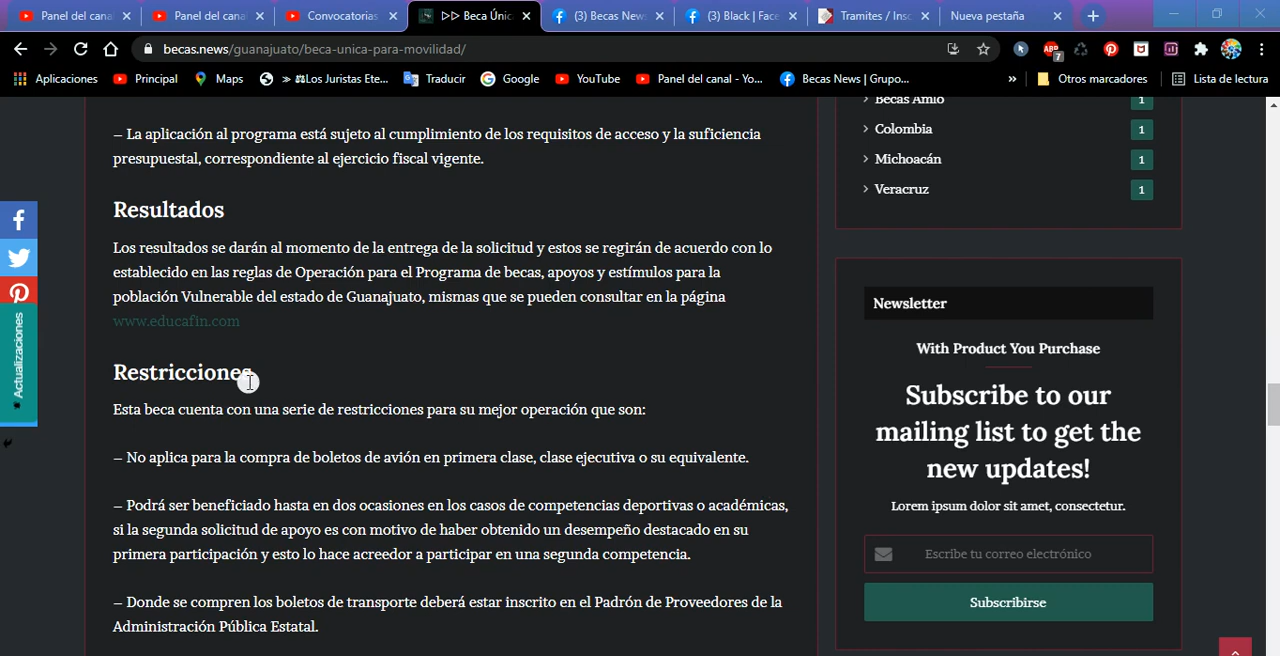 Panel del cana
Panel del cana
Convocatorias
▷▷ Beca Únic
(3) Becas New
(3) Black | Face
Tramites / Insc
Nueva pestaña
becas.news/guanajuato/beca-unica-para-movilidad/
ABP
7
Aplicaciones
Principal
Maps
» ⚖Los Juristas Ete...
Traducir
Google
YouTube
Panel del canal - Yo...
Becas News | Grupo...
»
Otros marcadores
Lista de lectura
– La aplicación al programa está sujeto al cumplimiento de los requisitos de acceso y la suficiencia
presupuestal, correspondiente al ejercicio fiscal vigente.
Resultados
Los resultados se darán al momento de la entrega de la solicitud y estos se regirán de acuerdo con lo
establecido en las reglas de Operación para el Programa de becas, apoyos y estímulos para la
población Vulnerable del estado de Guanajuato, mismas que se pueden consultar en la página
www.educafin.com
Restricciones
Esta beca cuenta con una serie de restricciones para su mejor operación que son:
– No aplica para la compra de boletos de avión en primera clase, clase ejecutiva o su equivalente.
– Podrá ser beneficiado hasta en dos ocasiones en los casos de competencias deportivas o académicas,
si la segunda solicitud de apoyo es con motivo de haber obtenido un desempeño destacado en su
primera participación y esto lo hace acreedor a participar en una segunda competencia.
– Donde se compren los boletos de transporte deberá estar inscrito en el Padrón de Proveedores de la
Administración Pública Estatal.
Actualizaciones
Becas Amlo 1
Colombia 1
Michoacán 1
Veracruz 1
Newsletter
With Product You Purchase
Subscribe to our
mailing list to get the
new updates!
Lorem ipsum dolor sit amet, consectetur.
Escribe tu correo electrónico
Subscribirse